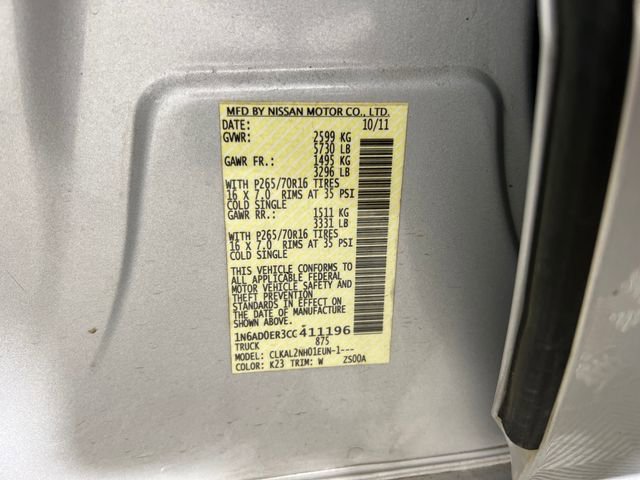 MFD BY NISSAN MOTOR CO., LTD.
DATE: 10/11
GVWR: 2599 KG
5730 LB
GAWR FR.: 1495 KG
3296 LB
WITH P265/70R16 TIRES
16 X 7.0 RIMS AT 35 PSI
COLD SINGLE
GAWR RR.: 1511 KG
3331 LB
WITH P265/70R16 TIRES
16 X 7.0 RIMS AT 35 PSI
COLD SINGLE
THIS VEHICLE CONFORMS TO
ALL APPLICABLE FEDERAL
MOTOR VEHICLE SAFETY AND
THEFT PREVENTION
STANDARDS IN EFFECT ON
THE DATE OF MANUFACTURE
SHOWN ABOVE.
1N6AD0ER3CC411196
TRUCK 875
MODEL: CLKAL2NH01EUN-1---
COLOR: K23 TRIM: W ZS00A